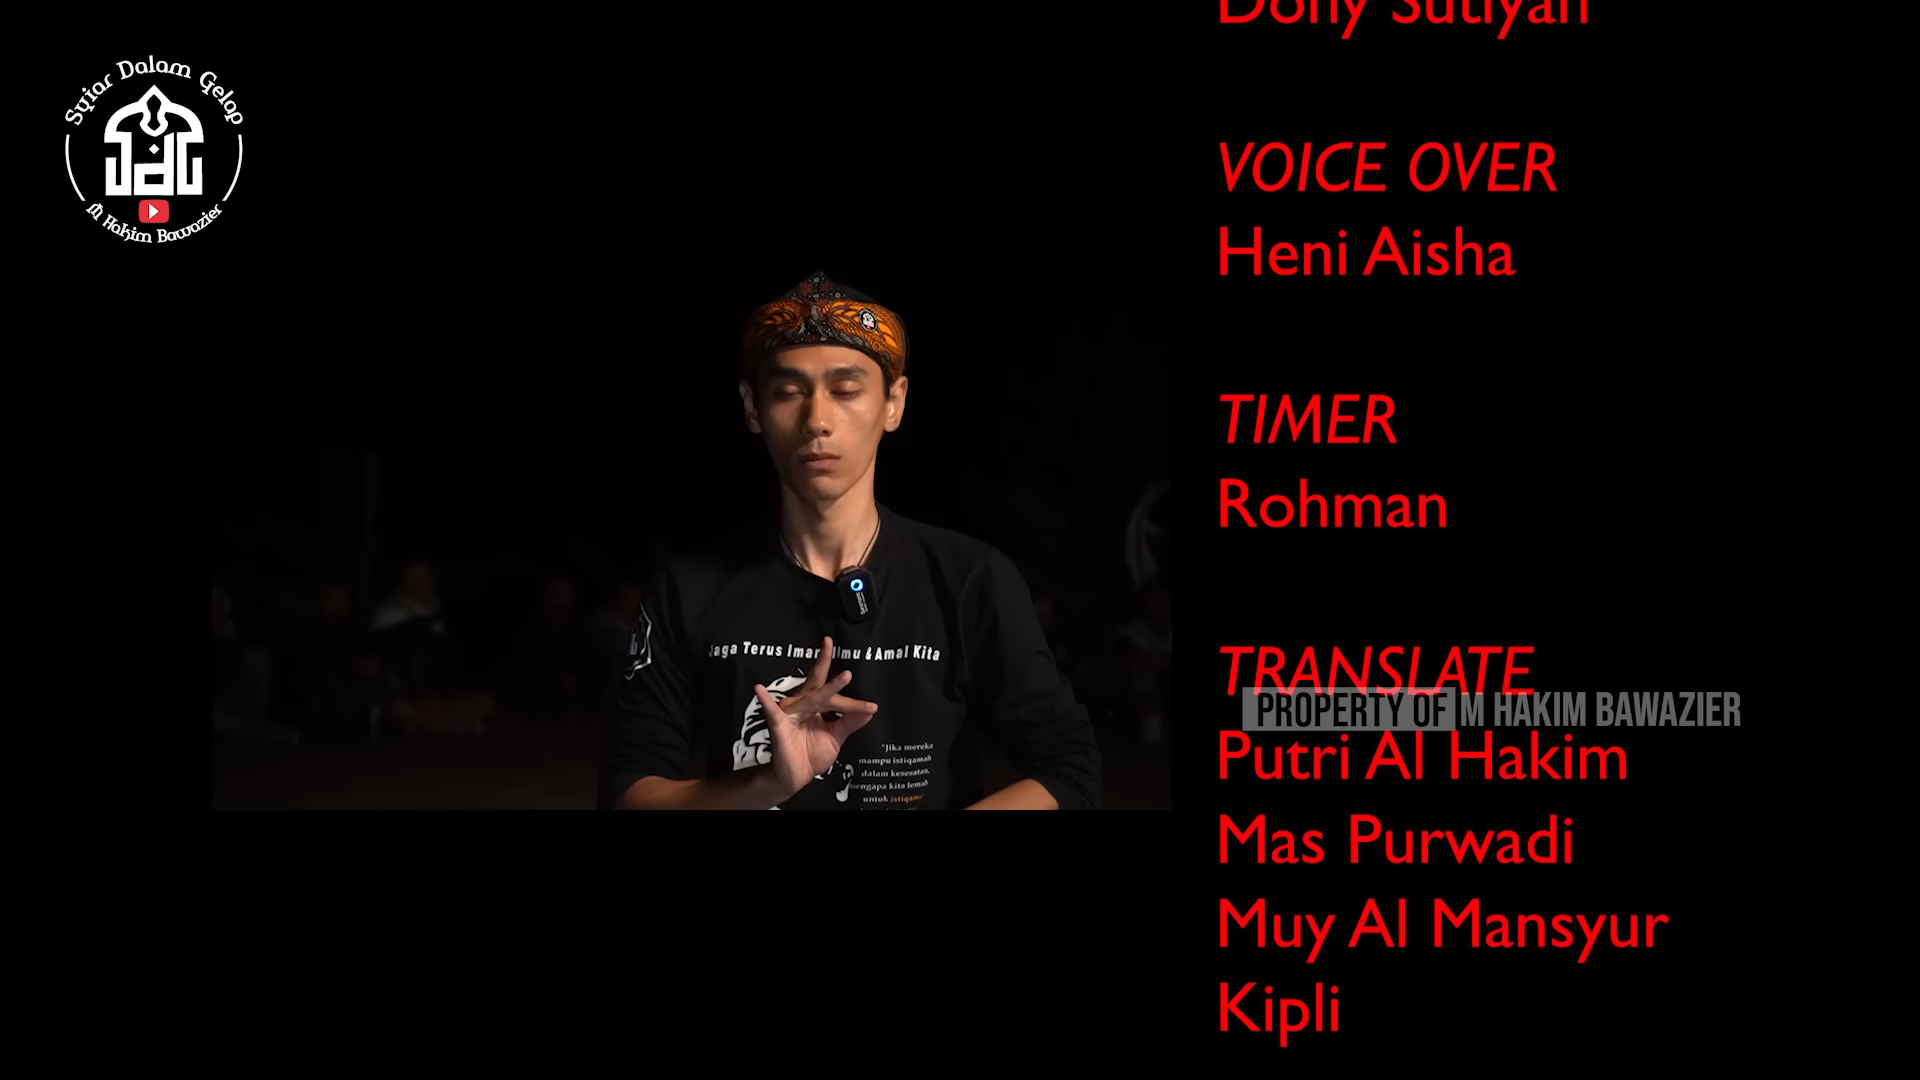 Syiar Dalam Gelap
M Hakim Bawazier
Dony Sutiyan
VOICE OVER
Heni Aisha
TIMER
Rohman
TRANSLATE
PROPERTY OF M HAKIM BAWAZIER
Putri Al Hakim
Mas Purwadi
Muy Al Mansyur
Kipli
Jaga Terus Iman Ilmu & Amal Kita
"Jika mereka
mampu istiqamah
dalam kesesatan,
mengapa kita lemah
untuk istiqamah